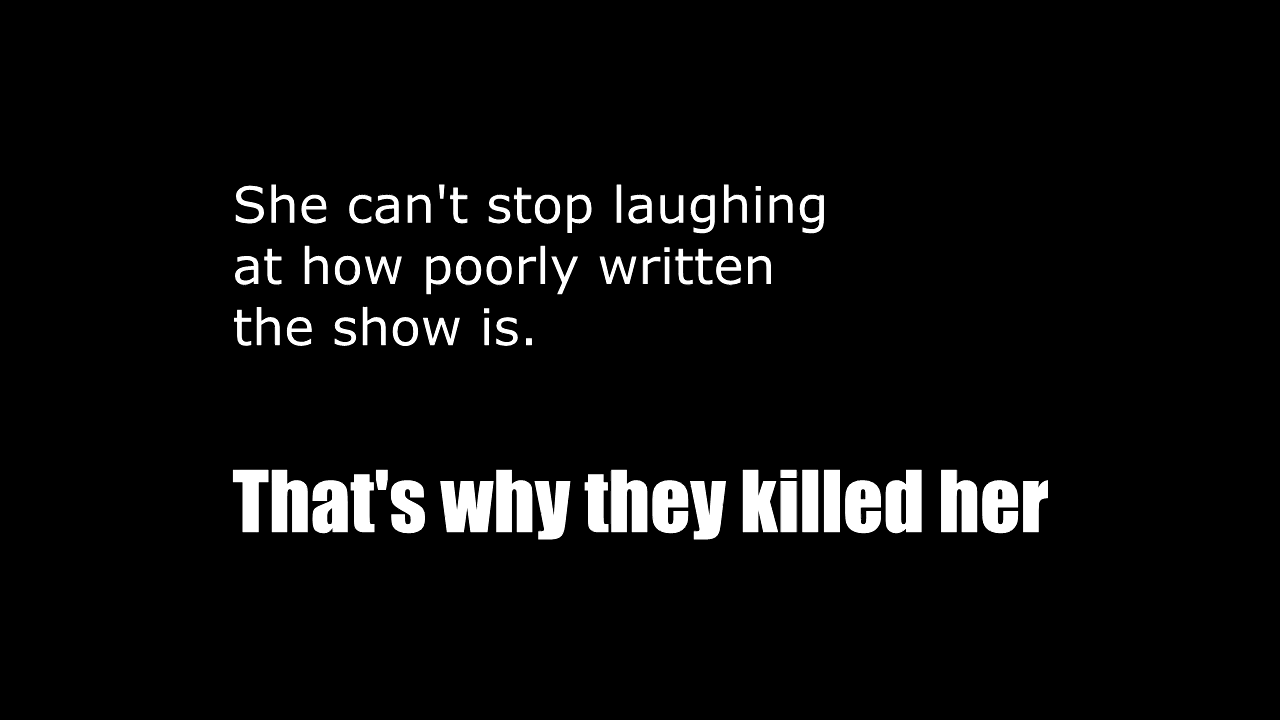 She can't stop laughing
at how poorly written
the show is.
That's why they killed her